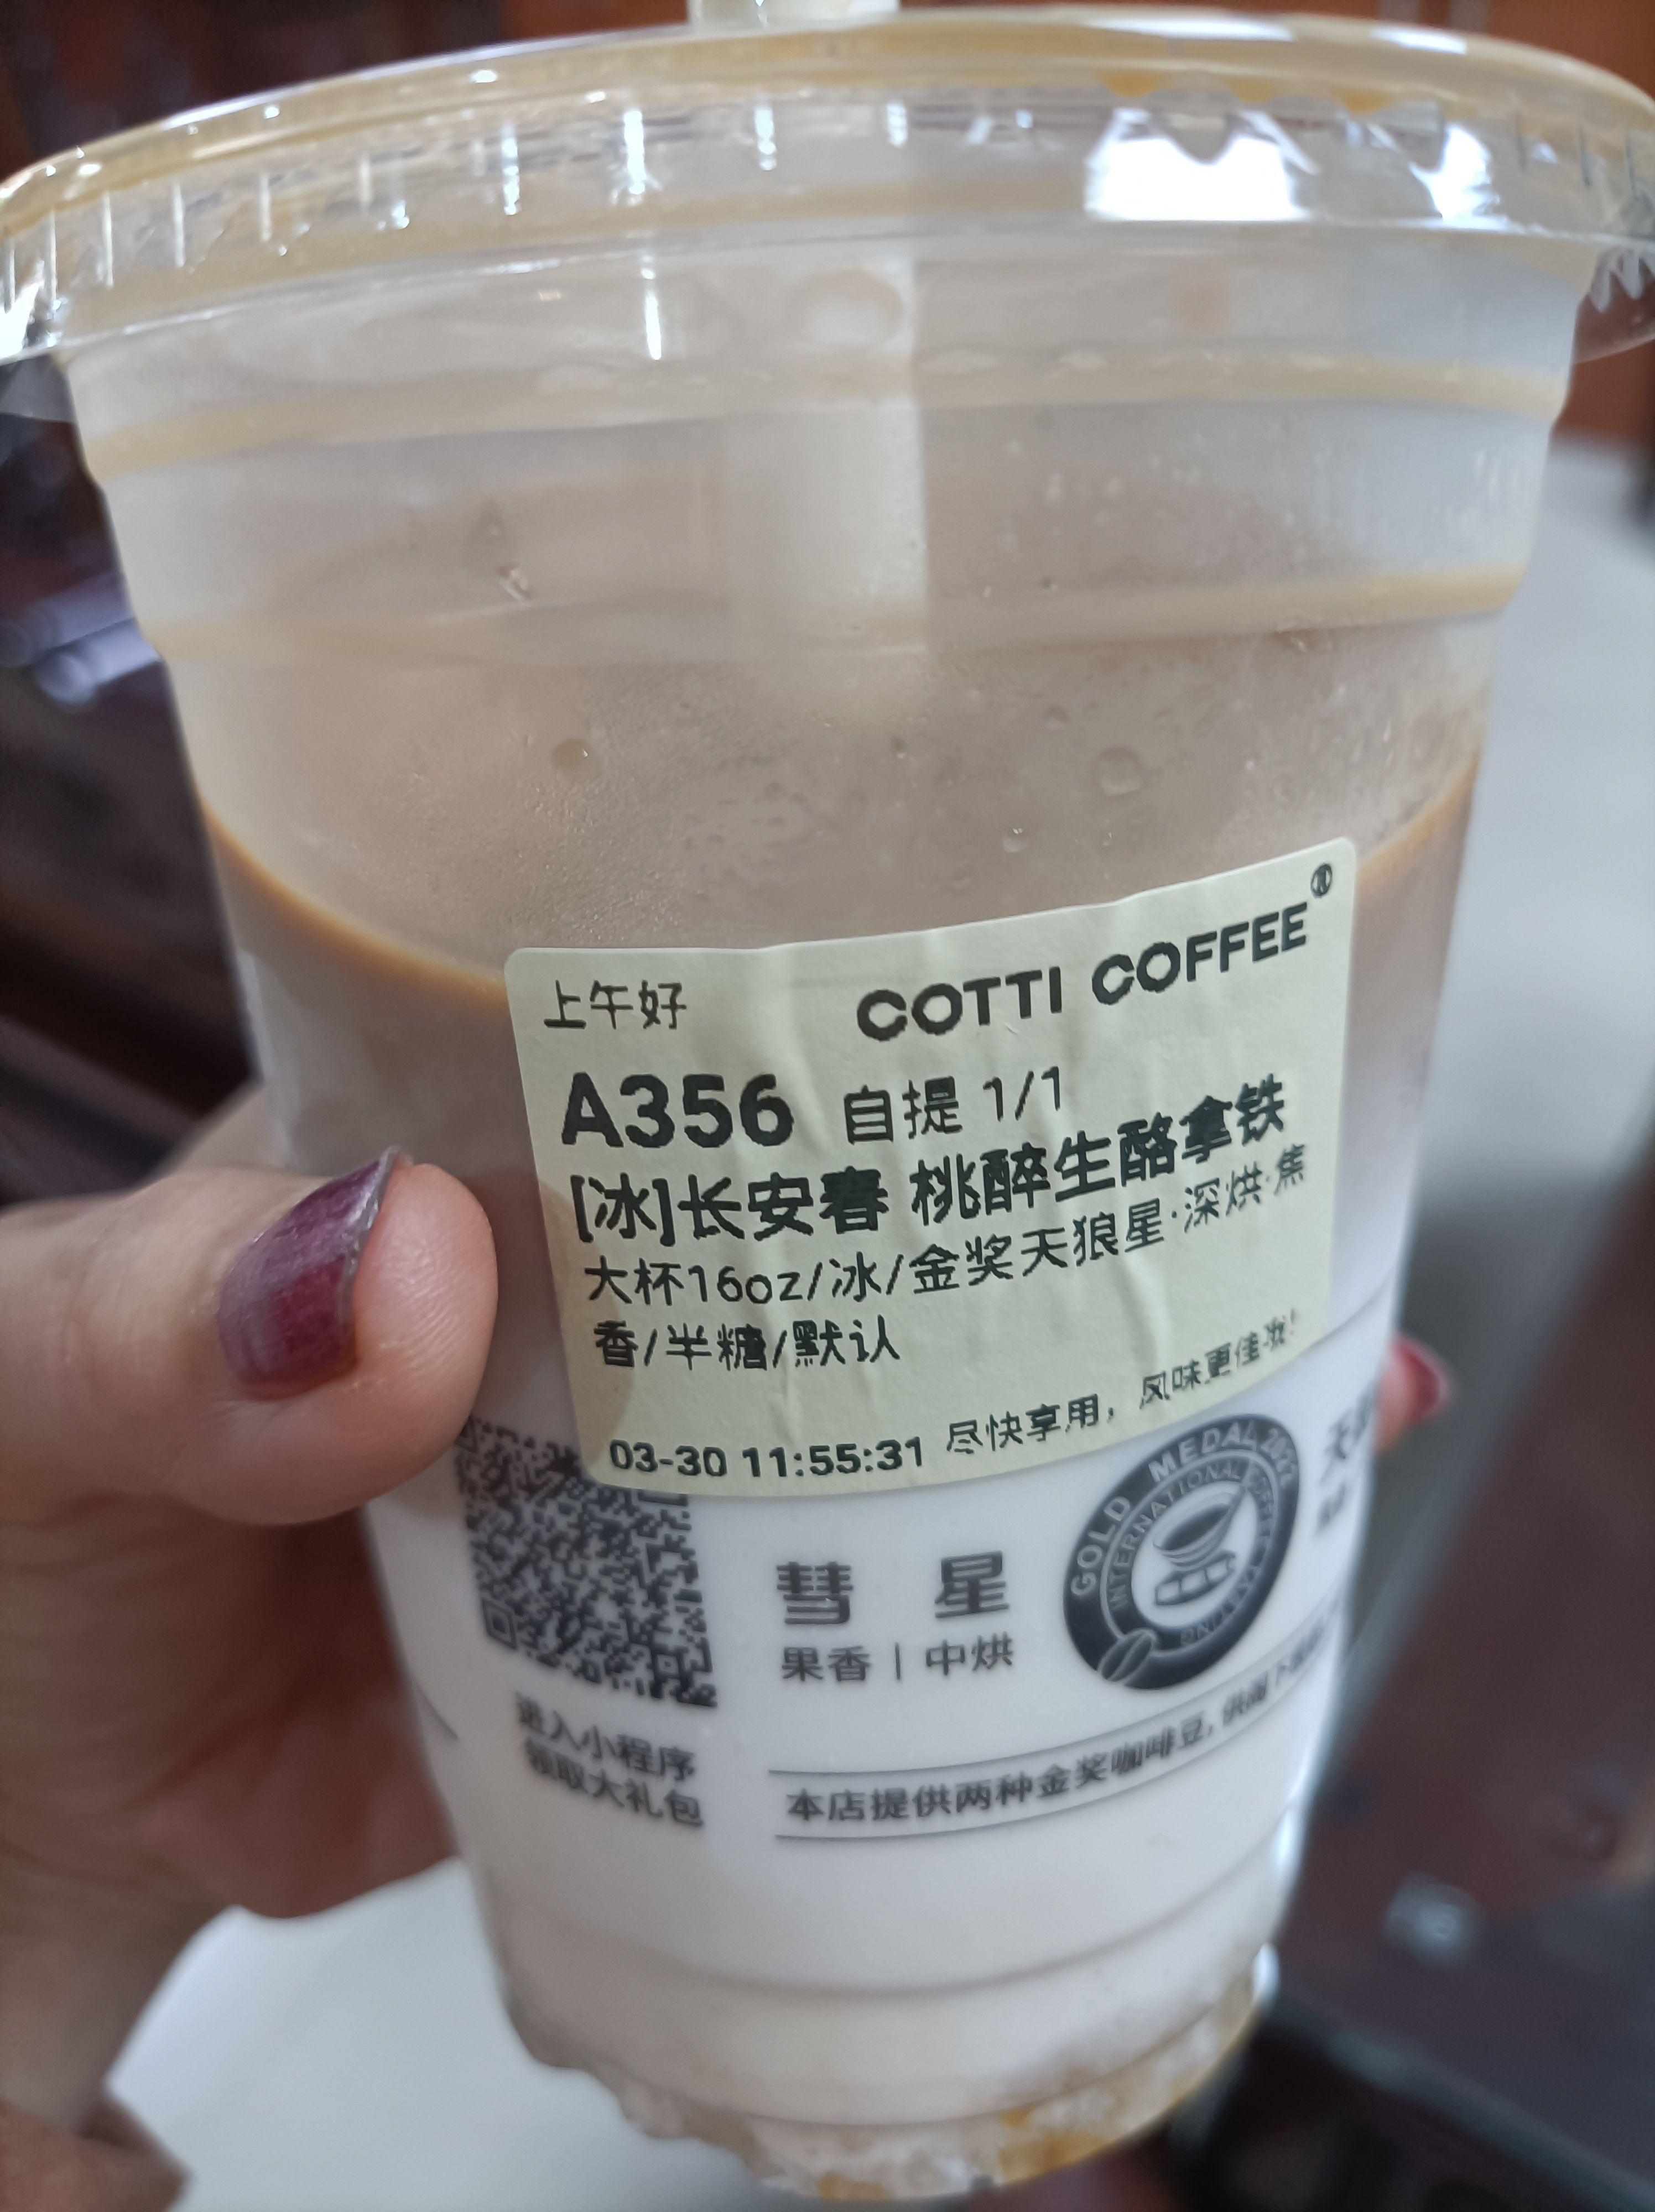 上午好 COTTI COFFEE®
A356 自提 1/1
[冰]长安春 桃醉生酪拿铁
大杯16oz/冰/金奖天狼星·深烘·焦
香/半糖/默认
03-30 11:55:31 尽快享用，风味更佳哦!
彗星
果香 | 中烘
GOLD MEDAL 2022
INTERNATIONAL COFFEE TASTING
进入小程序
领取大礼包
本店提供两种金奖咖啡豆,